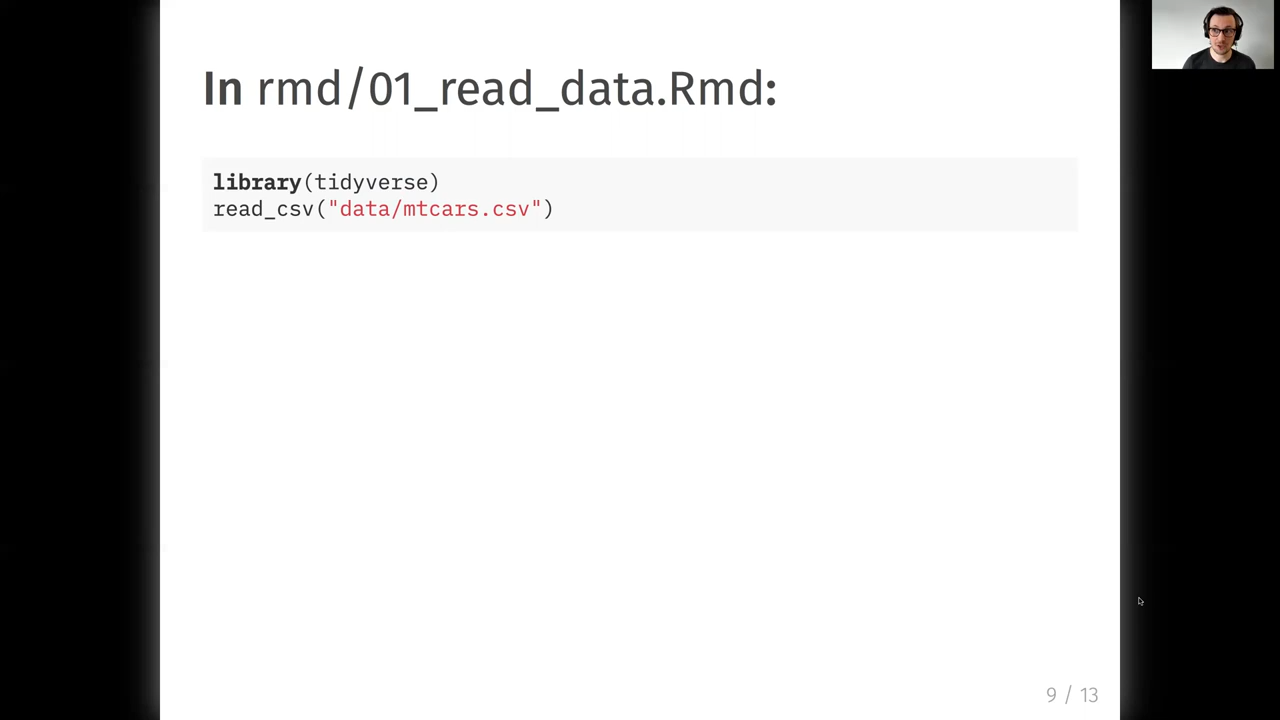 In rmd/01_read_data.Rmd:
library(tidyverse)
read_csv("data/mtcars.csv")
9 / 13